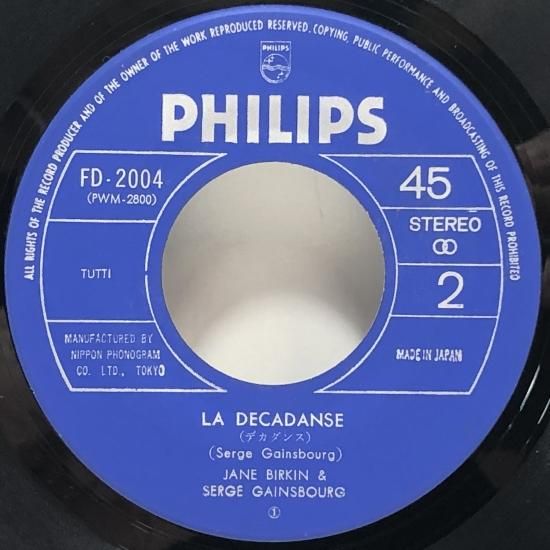 ALL RIGHTS OF THE RECORD PRODUCER AND OF THE OWNER OF THE WORK REPRODUCED RESERVED. COPYING, PUBLIC PERFORMANCE AND BROADCASTING OF THIS RECORD PROHIBITED
PHILIPS
PHILIPS
FD-2004
(PWM-2800)
45
STEREO
2
TUTTI
MANUFACTURED BY
NIPPON PHONOGRAM
CO. LTD., TOKYO
MADE IN JAPAN
LA DECADANSE
(デカダンス)
(Serge Gainsbourg)
JANE BIRKIN &
SERGE GAINSBOURG
①